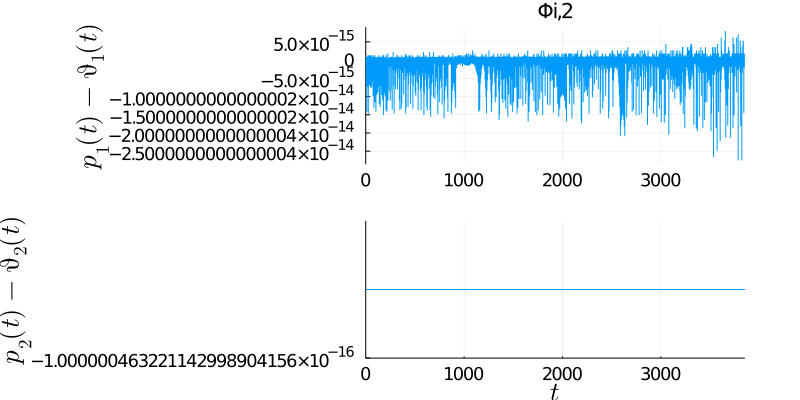 Φi,2
5.0×10⁻¹⁵
0
−5.0×10⁻¹⁵
−1.0000000000000002×10⁻¹⁴
−1.5000000000000002×10⁻¹⁴
−2.0000000000000004×10⁻¹⁴
−2.5000000000000004×10⁻¹⁴
p₁(t) − ϑ₁(t)
0 1000 2000 3000
p₂(t) − ϑ₂(t)
−1.000000463221142998904156×10⁻¹⁶
0 1000 2000 3000
t